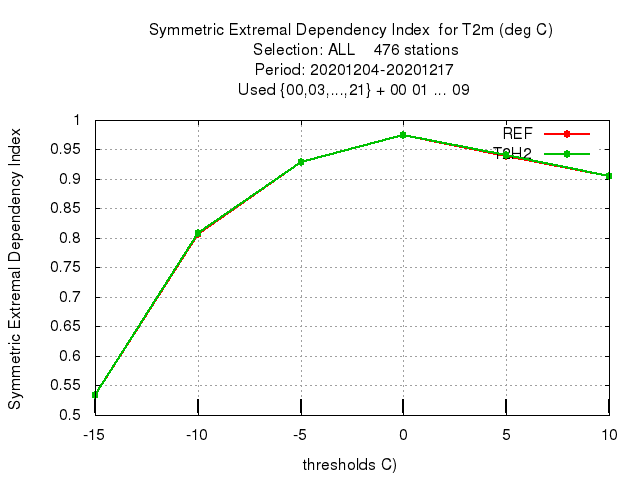 Symmetric Extremal Dependency Index  for T2m (deg C)
Selection: ALL    476 stations
Period: 20201204-20201217
Used {00,03,...,21} + 00 01 ... 09
REF
T2H2
Symmetric Extremal Dependency Index
1
0.95
0.9
0.85
0.8
0.75
0.7
0.65
0.6
0.55
0.5
-15 -10 -5 0 5 10
thresholds C)